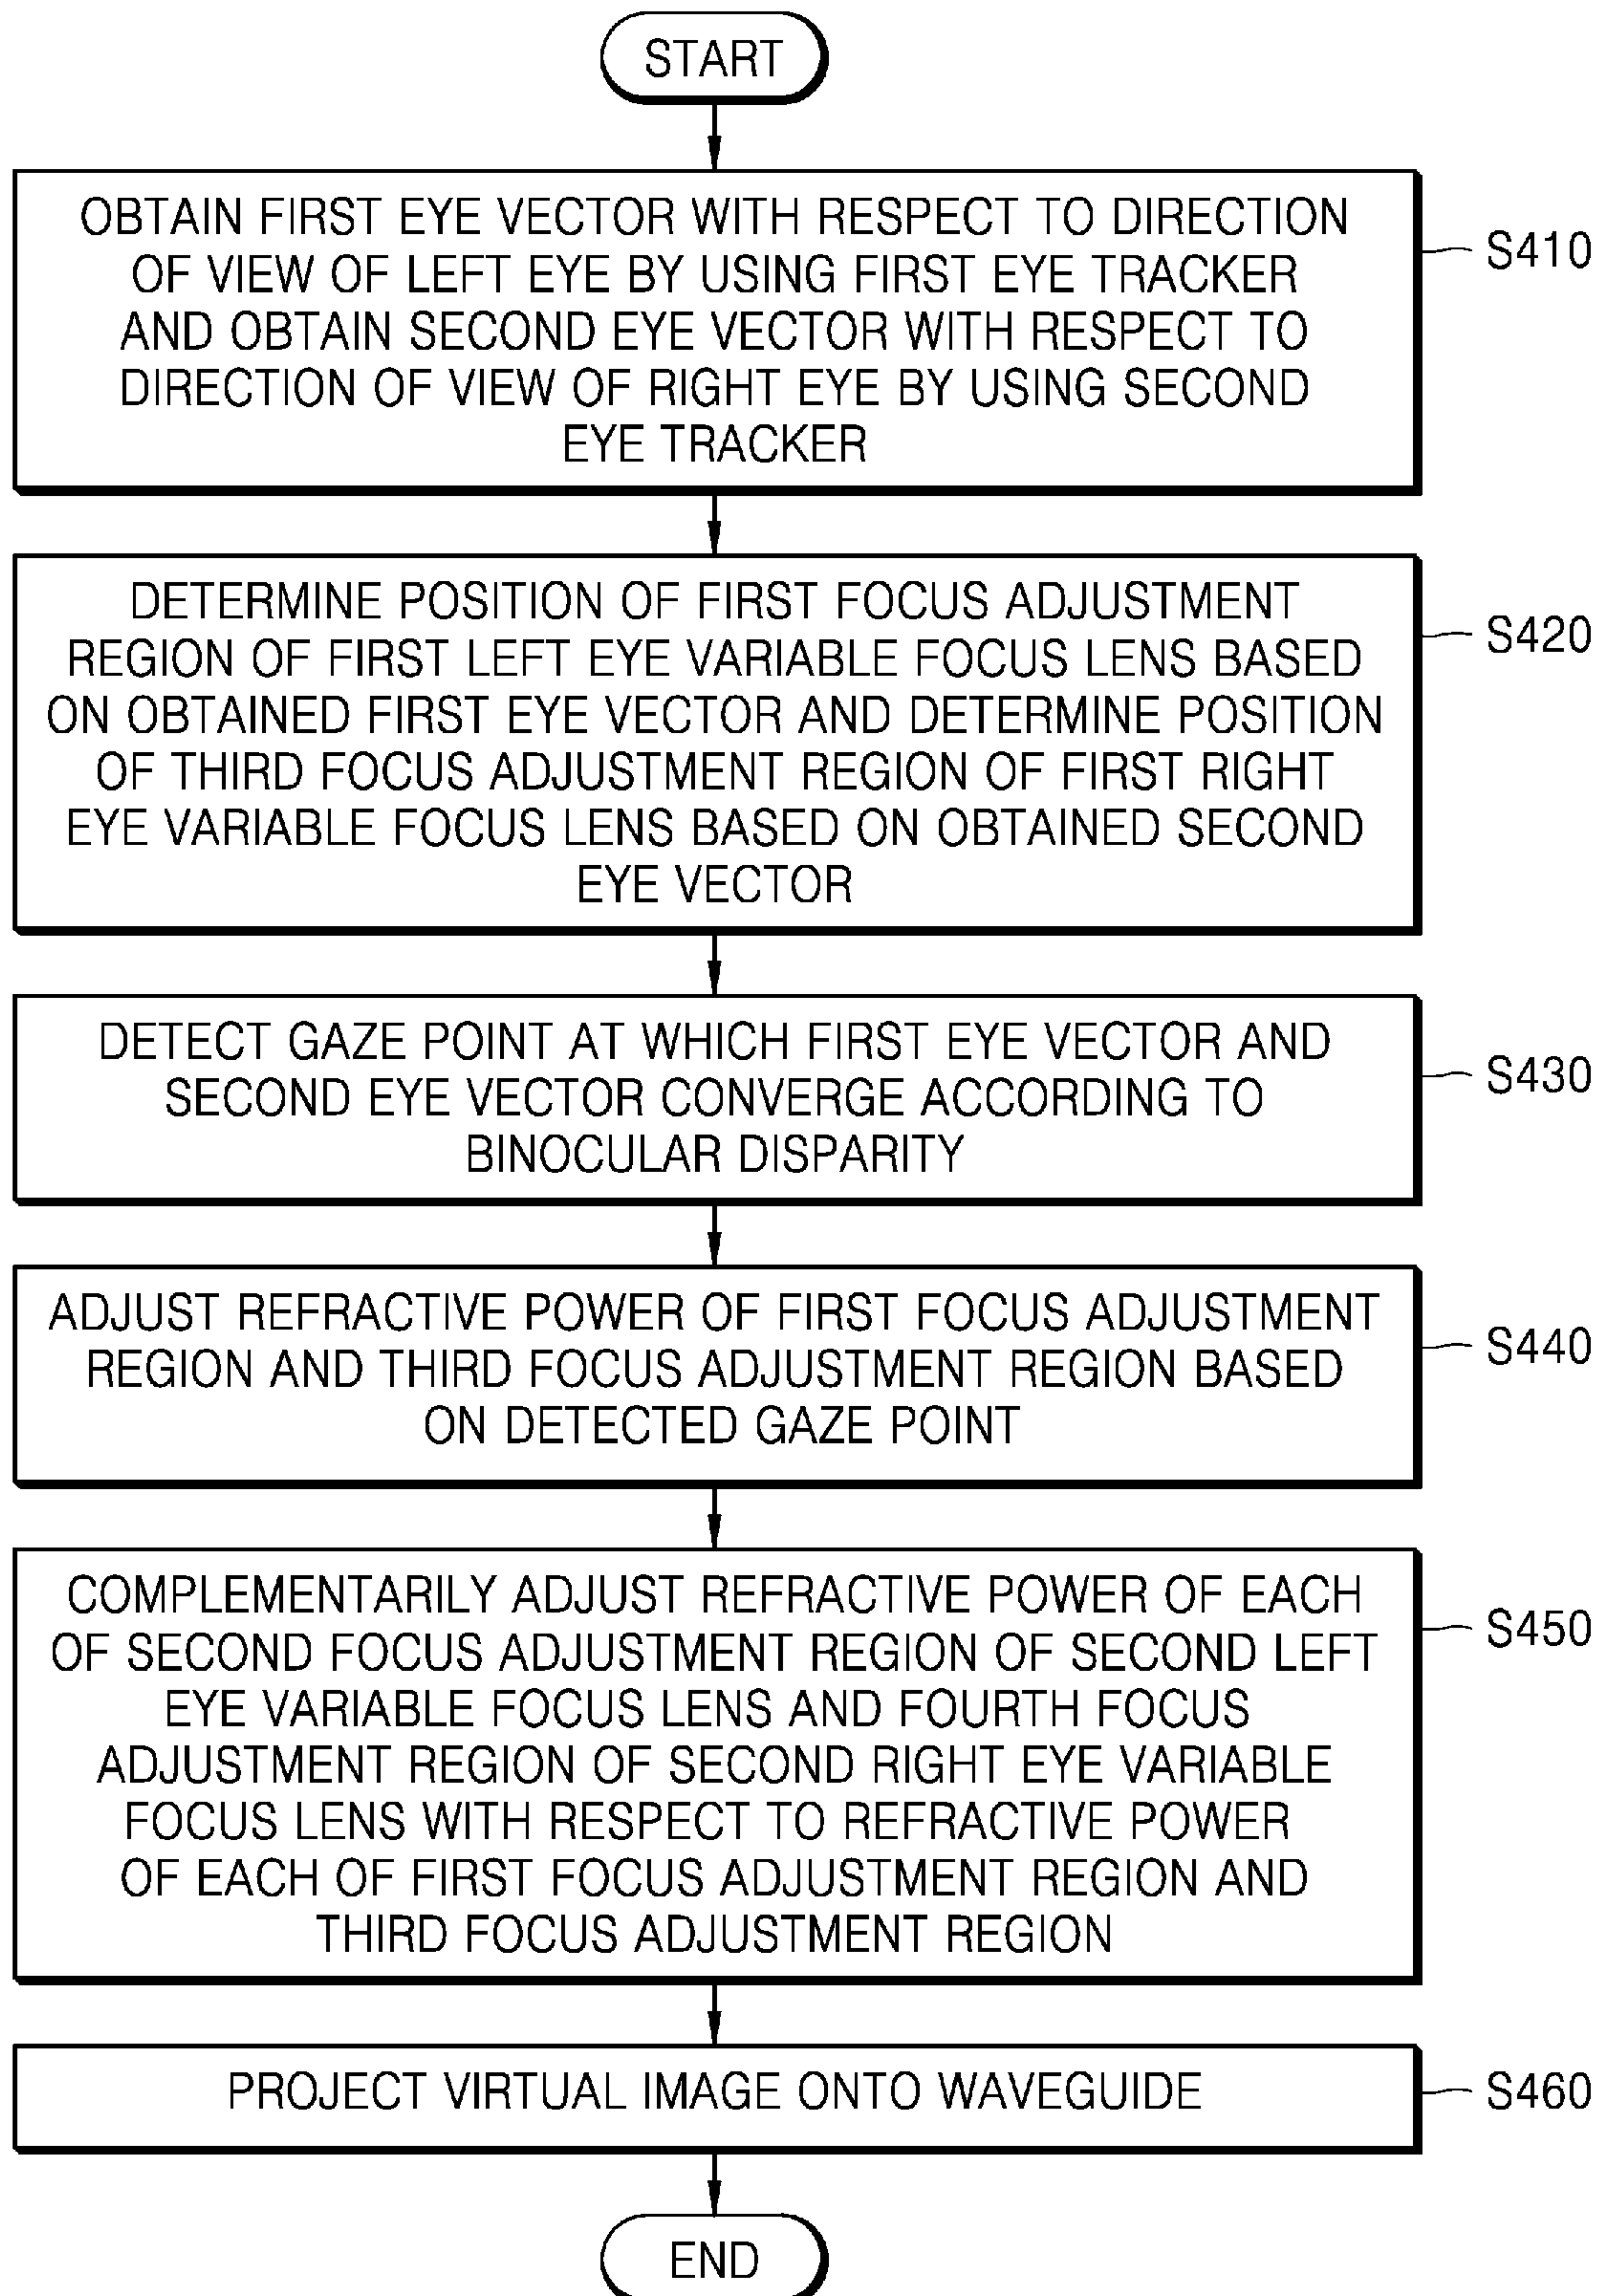 START
OBTAIN FIRST EYE VECTOR WITH RESPECT TO DIRECTION
OF VIEW OF LEFT EYE BY USING FIRST EYE TRACKER
AND OBTAIN SECOND EYE VECTOR WITH RESPECT TO
DIRECTION OF VIEW OF RIGHT EYE BY USING SECOND
EYE TRACKER
S410
DETERMINE POSITION OF FIRST FOCUS ADJUSTMENT
REGION OF FIRST LEFT EYE VARIABLE FOCUS LENS BASED
ON OBTAINED FIRST EYE VECTOR AND DETERMINE POSITION
OF THIRD FOCUS ADJUSTMENT REGION OF FIRST RIGHT
EYE VARIABLE FOCUS LENS BASED ON OBTAINED SECOND
EYE VECTOR
S420
DETECT GAZE POINT AT WHICH FIRST EYE VECTOR AND
SECOND EYE VECTOR CONVERGE ACCORDING TO
BINOCULAR DISPARITY
S430
ADJUST REFRACTIVE POWER OF FIRST FOCUS ADJUSTMENT
REGION AND THIRD FOCUS ADJUSTMENT REGION BASED
ON DETECTED GAZE POINT
S440
COMPLEMENTARILY ADJUST REFRACTIVE POWER OF EACH
OF SECOND FOCUS ADJUSTMENT REGION OF SECOND LEFT
EYE VARIABLE FOCUS LENS AND FOURTH FOCUS
ADJUSTMENT REGION OF SECOND RIGHT EYE VARIABLE
FOCUS LENS WITH RESPECT TO REFRACTIVE POWER
OF EACH OF FIRST FOCUS ADJUSTMENT REGION AND
THIRD FOCUS ADJUSTMENT REGION
S450
PROJECT VIRTUAL IMAGE ONTO WAVEGUIDE
S460
END